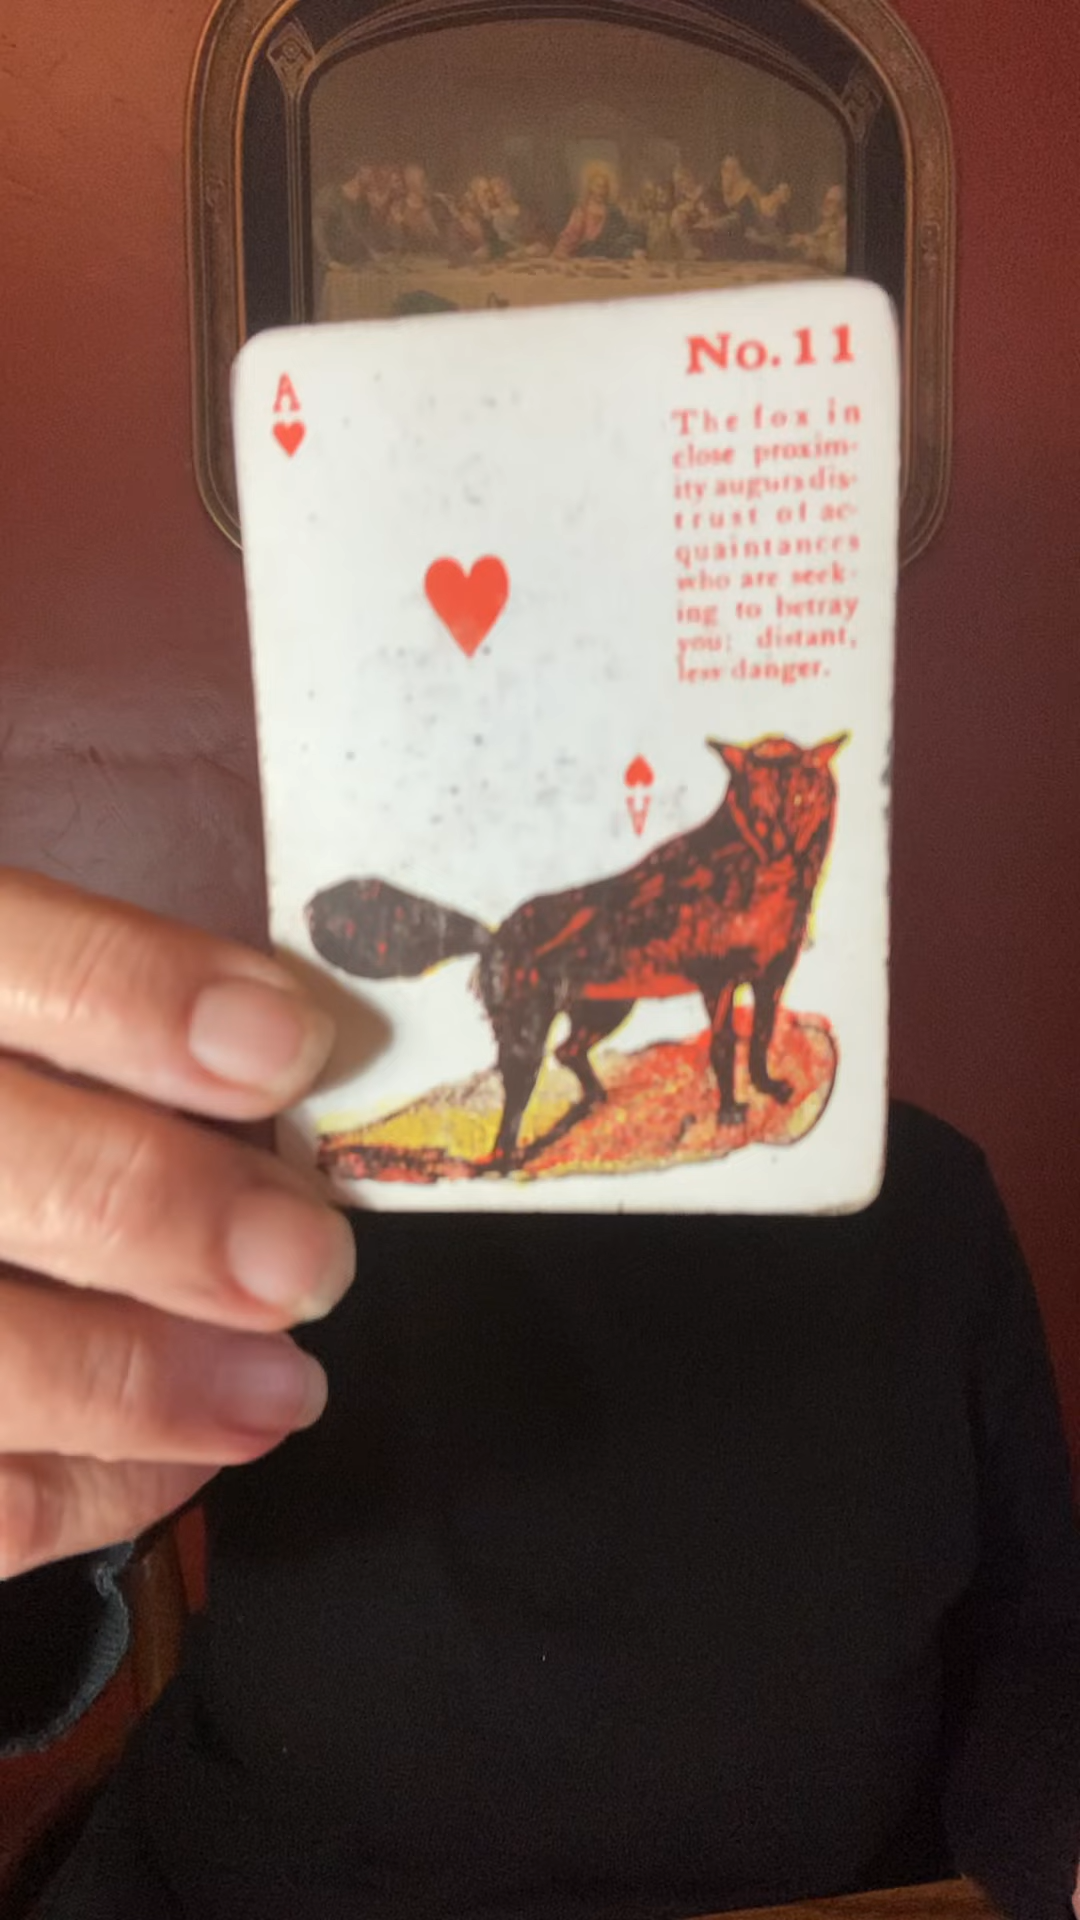 A
No. 11
The fox in
close proxim-
ity augurs dis-
trust of ac-
quaintances
who are seek-
ing to betray
you; distant,
less danger.
A